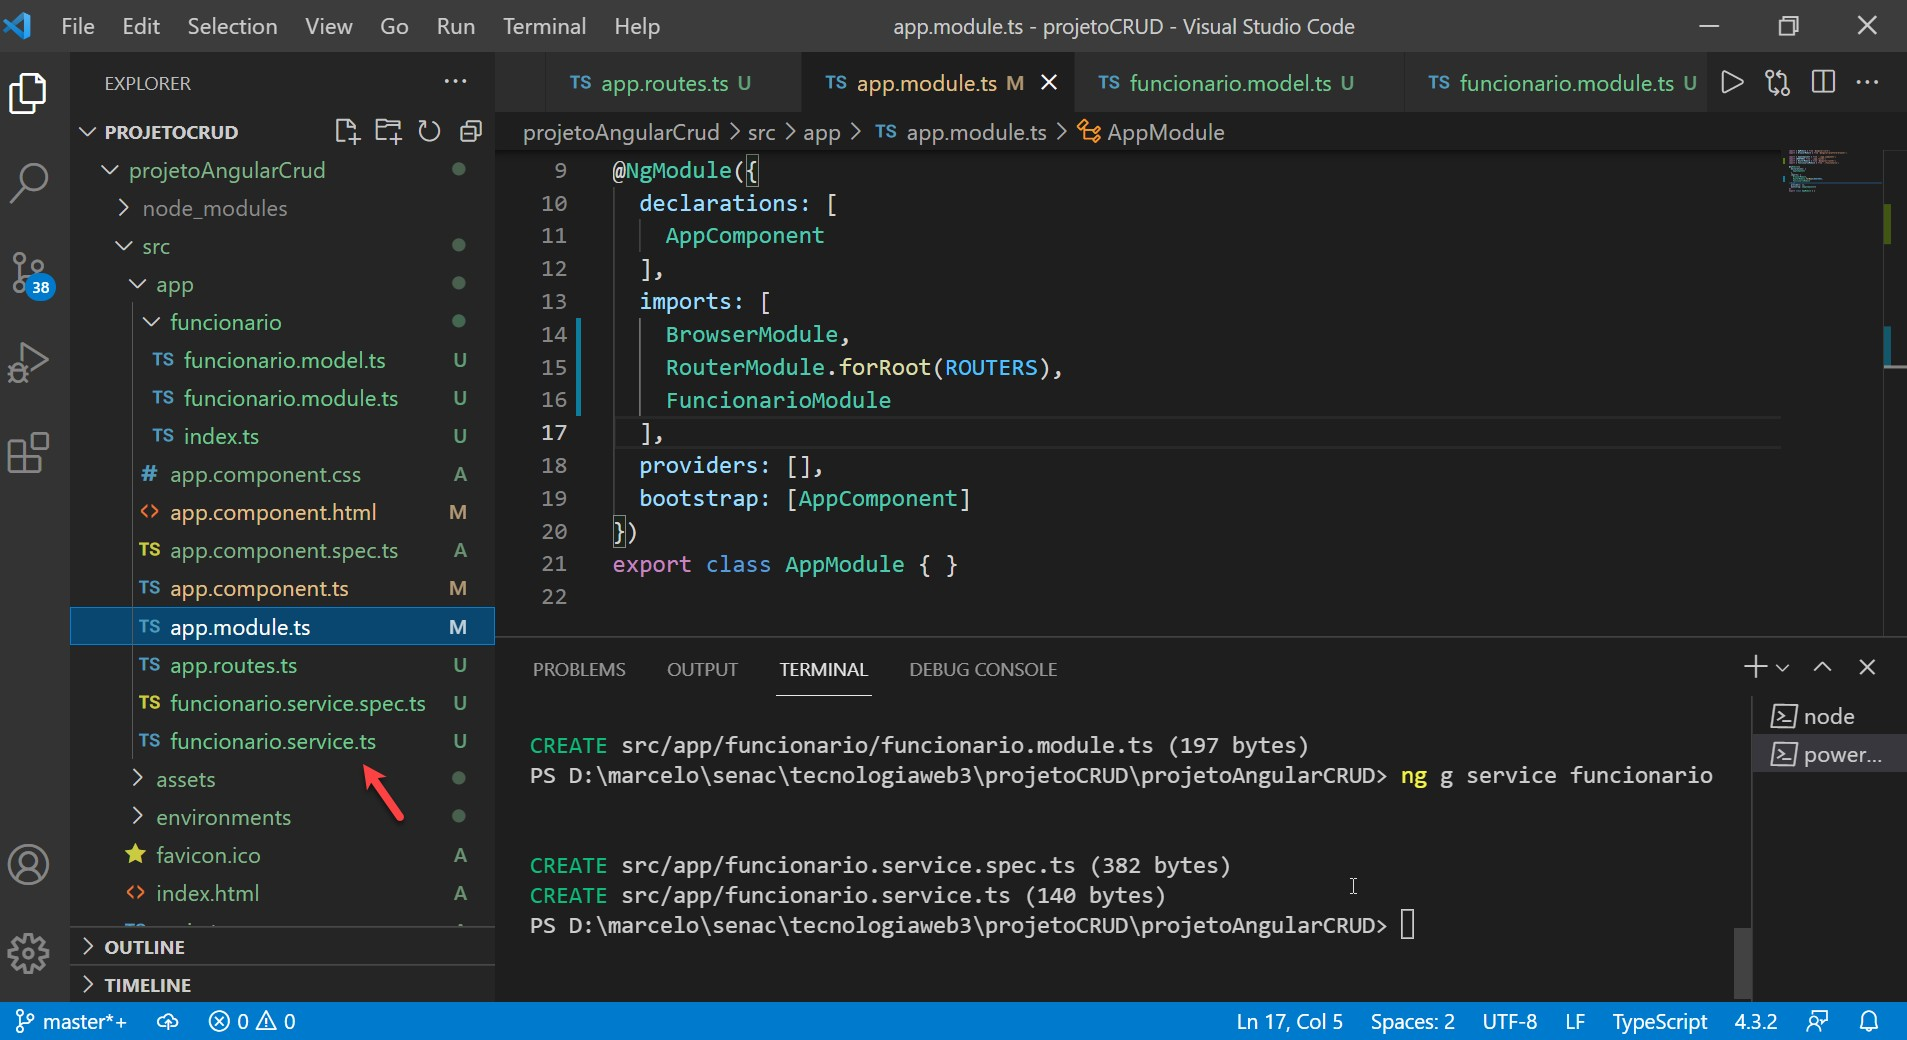 File Edit Selection View Go Run Terminal Help app.module.ts - projetoCRUD - Visual Studio Code
EXPLORER
TS app.routes.ts U TS app.module.ts M TS funcionario.model.ts U TS funcionario.module.ts U
PROJETOCRUD
projetoAngularCrud > src > app > TS app.module.ts > AppModule
projetoAngularCrud
node_modules
src
app
funcionario
TS funcionario.model.ts U
TS funcionario.module.ts U
TS index.ts U
# app.component.css A
<> app.component.html M
TS app.component.spec.ts A
TS app.component.ts M
TS app.module.ts M
TS app.routes.ts U
TS funcionario.service.spec.ts U
TS funcionario.service.ts U
assets
environments
favicon.ico A
<> index.html A
OUTLINE
TIMELINE
38
9 @NgModule({
10 declarations: [
11 AppComponent
12 ],
13 imports: [
14 BrowserModule,
15 RouterModule.forRoot(ROUTERS),
16 FuncionarioModule
17 ],
18 providers: [],
19 bootstrap: [AppComponent]
20 })
21 export class AppModule { }
22
PROBLEMS OUTPUT TERMINAL DEBUG CONSOLE
CREATE src/app/funcionario/funcionario.module.ts (197 bytes)
PS D:\marcelo\senac\tecnologiaweb3\projetoCRUD\projetoAngularCRUD> ng g service funcionario
CREATE src/app/funcionario.service.spec.ts (382 bytes)
CREATE src/app/funcionario.service.ts (140 bytes)
PS D:\marcelo\senac\tecnologiaweb3\projetoCRUD\projetoAngularCRUD>
node
power...
master*+ 0 0 Ln 17, Col 5 Spaces: 2 UTF-8 LF TypeScript 4.3.2